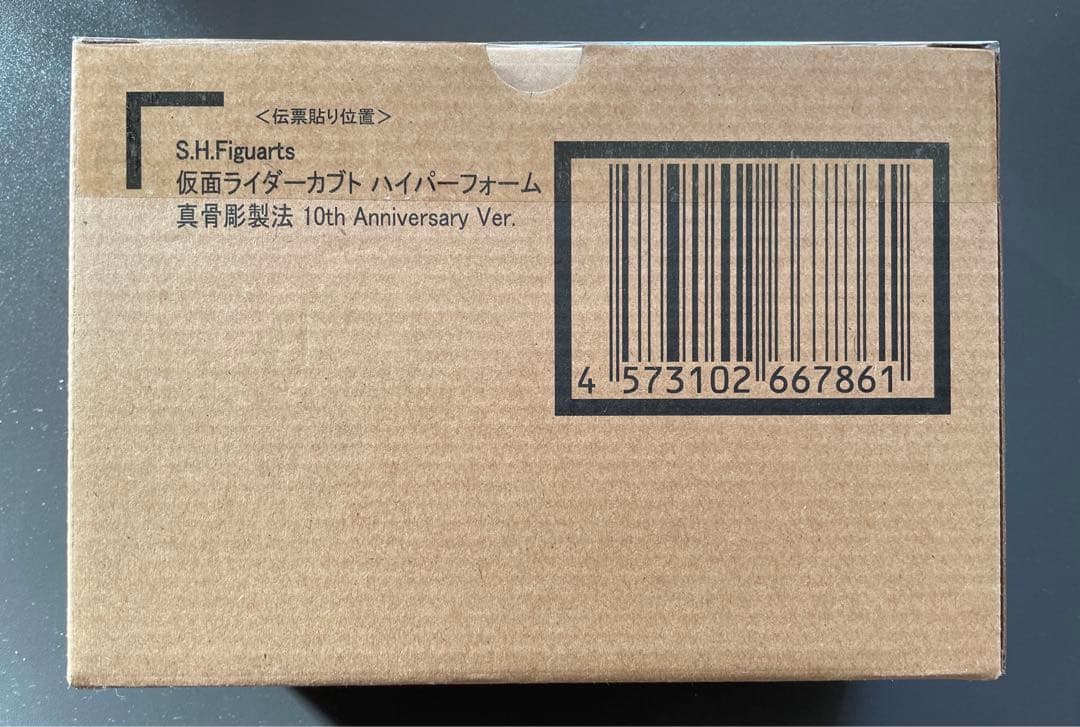 ＜伝票貼り位置＞
S.H.Figuarts
仮面ライダーカブト ハイパーフォーム
真骨彫製法 10th Anniversary Ver.
4 573102 667861